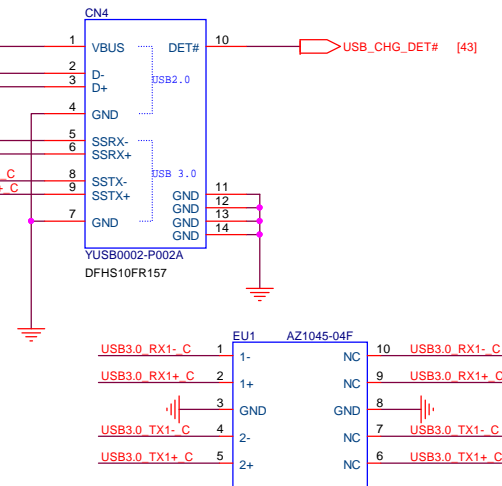 CN4
1 VBUS DET# 10 USB_CHG_DET# [43]
2 D- USB2.0
3 D+
4 GND
5 SSRX-
6 SSRX+
_C 8 SSTX- USB 3.0
+_C 9 SSTX+ GND 11
GND 12
7 GND GND 13
GND 14
YUSB0002-P002A
DFHS10FR157
EU1 AZ1045-04F
USB3.0_RX1-_C 1 1- NC 10 USB3.0_RX1-_C
USB3.0_RX1+_C 2 1+ NC 9 USB3.0_RX1+_C
3 GND GND 8
USB3.0_TX1-_C 4 2- NC 7 USB3.0_TX1-_C
USB3.0_TX1+_C 5 2+ NC 6 USB3.0_TX1+_C